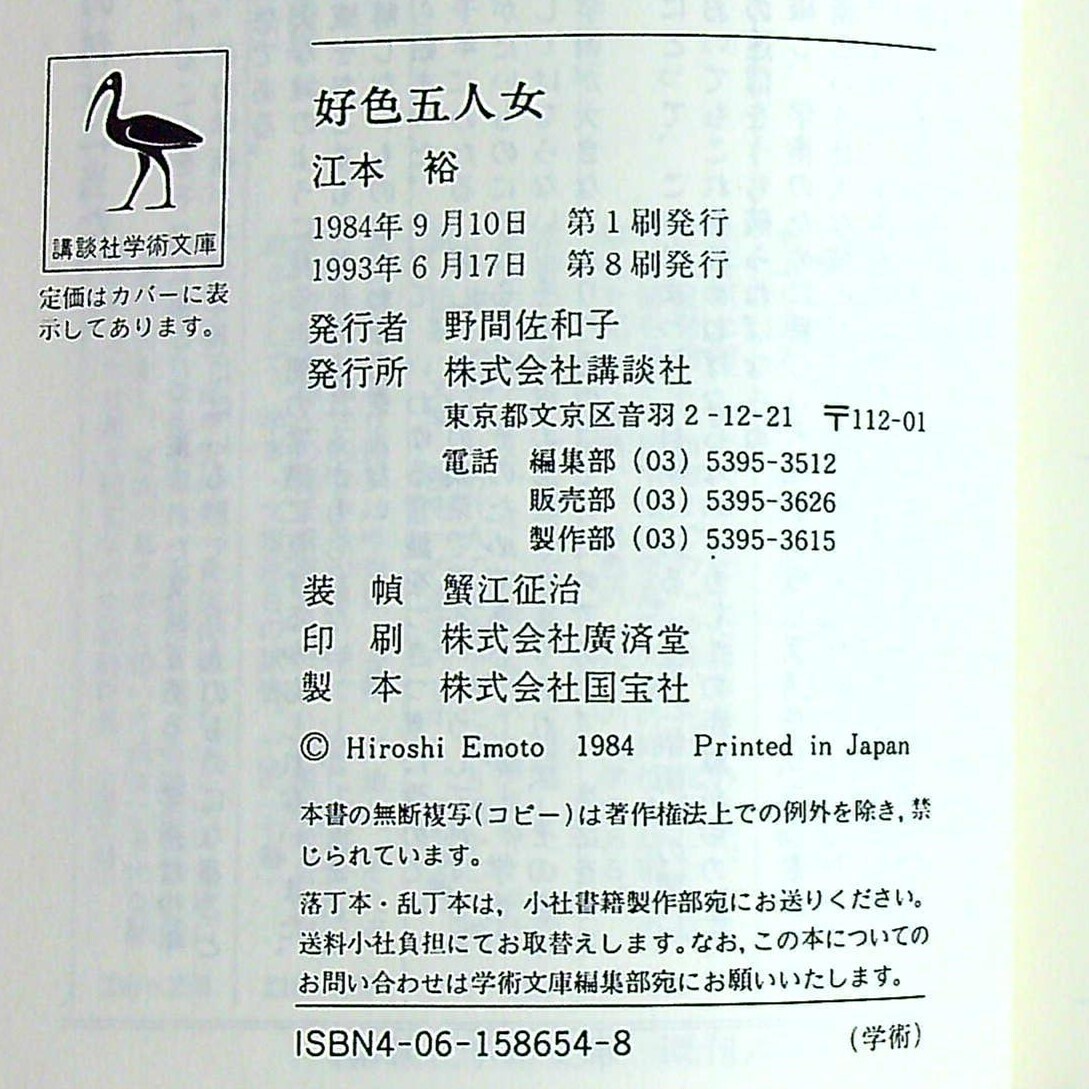 講談社学術文庫
定価はカバーに表
示してあります。
好色五人女
江本 裕
1984年9月10日 第1刷発行
1993年6月17日 第8刷発行
発行者 野間佐和子
発行所 株式会社講談社
東京都文京区音羽2-12-21 〒112-01
電話 編集部 (03) 5395-3512
販売部 (03) 5395-3626
製作部 (03) 5395-3615
装 幀 蟹江征治
印 刷 株式会社廣済堂
製 本 株式会社国宝社
© Hiroshi Emoto 1984 Printed in Japan
本書の無断複写(コピー)は著作権法上での例外を除き,禁
じられています。
落丁本・乱丁本は,小社書籍製作部宛にお送りください。
送料小社負担にてお取替えします。なお,この本についての
お問い合わせは学術文庫編集部宛にお願いいたします。
ISBN4-06-158654-8 (学術)